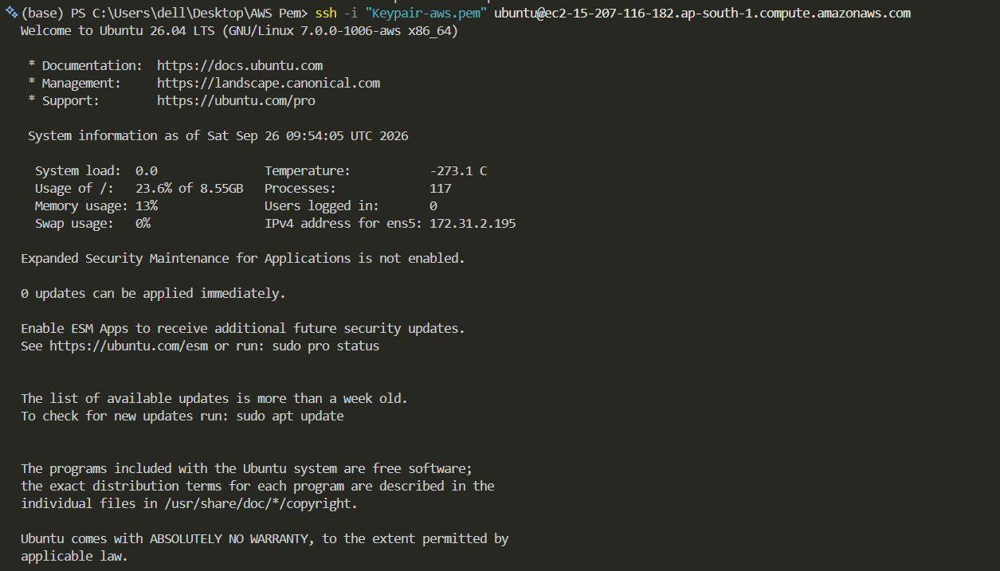 (base) PS C:\Users\dell\Desktop\AWS Pem> ssh -i "Keypair-aws.pem" ubuntu@ec2-15-207-116-182.ap-south-1.compute.amazonaws.com
Welcome to Ubuntu 26.04 LTS (GNU/Linux 7.0.0-1006-aws x86_64)
* Documentation:  https://docs.ubuntu.com
* Management:     https://landscape.canonical.com
* Support:        https://ubuntu.com/pro
System information as of Sat Sep 26 09:54:05 UTC 2026
System load:  0.0               Temperature:           -273.1 C
Usage of /:   23.6% of 8.55GB   Processes:             117
Memory usage: 13%               Users logged in:       0
Swap usage:   0%                IPv4 address for ens5: 172.31.2.195
Expanded Security Maintenance for Applications is not enabled.
0 updates can be applied immediately.
Enable ESM Apps to receive additional future security updates.
See https://ubuntu.com/esm or run: sudo pro status
The list of available updates is more than a week old.
To check for new updates run: sudo apt update
The programs included with the Ubuntu system are free software;
the exact distribution terms for each program are described in the
individual files in /usr/share/doc/*/copyright.
Ubuntu comes with ABSOLUTELY NO WARRANTY, to the extent permitted by
applicable law.